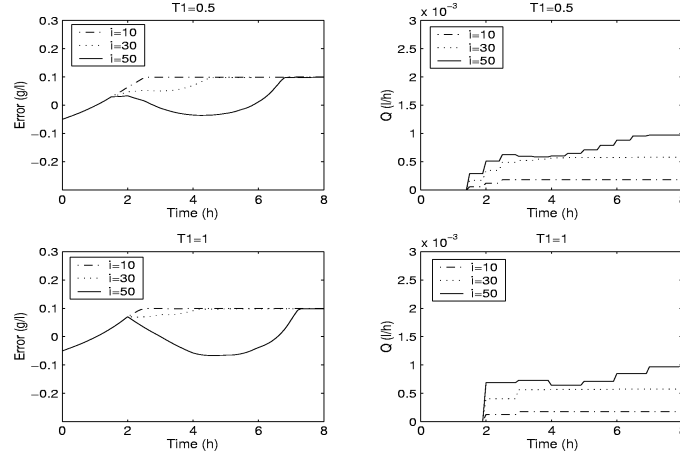 T1=0.5
0.3
0.2
0.1
0
−0.1
−0.2
Error (g/l)
i=10
i=30
i=50
0 2 4 6 8
Time (h)
T1=0.5
x 10⁻³
3
2.5
2
1.5
1
0.5
0
Q (l/h)
i=10
i=30
i=50
0 2 4 6 8
Time (h)
T1=1
0.3
0.2
0.1
0
0.1
0.2
Error (g/l)
i=10
i=30
i=50
0 2 4 6 8
Time (h)
T1=1
x 10⁻³
3
2.5
2
1.5
1
0.5
0
Q (l/h)
i=10
i=30
i=50
0 2 4 6 8
Time (h)